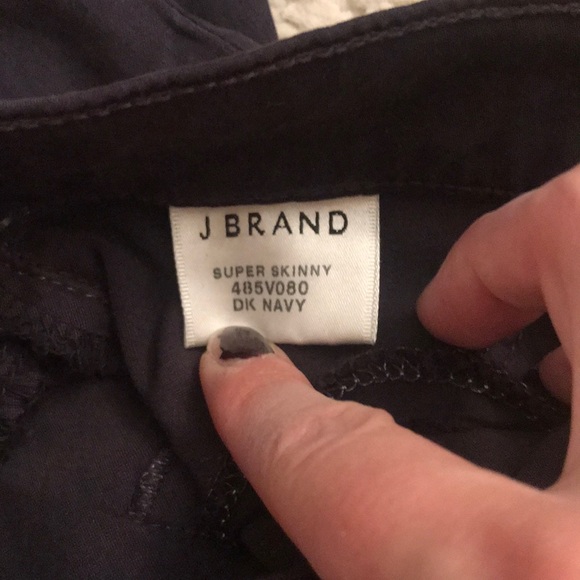 J BRAND
SUPER SKINNY
485V080
DK NAVY